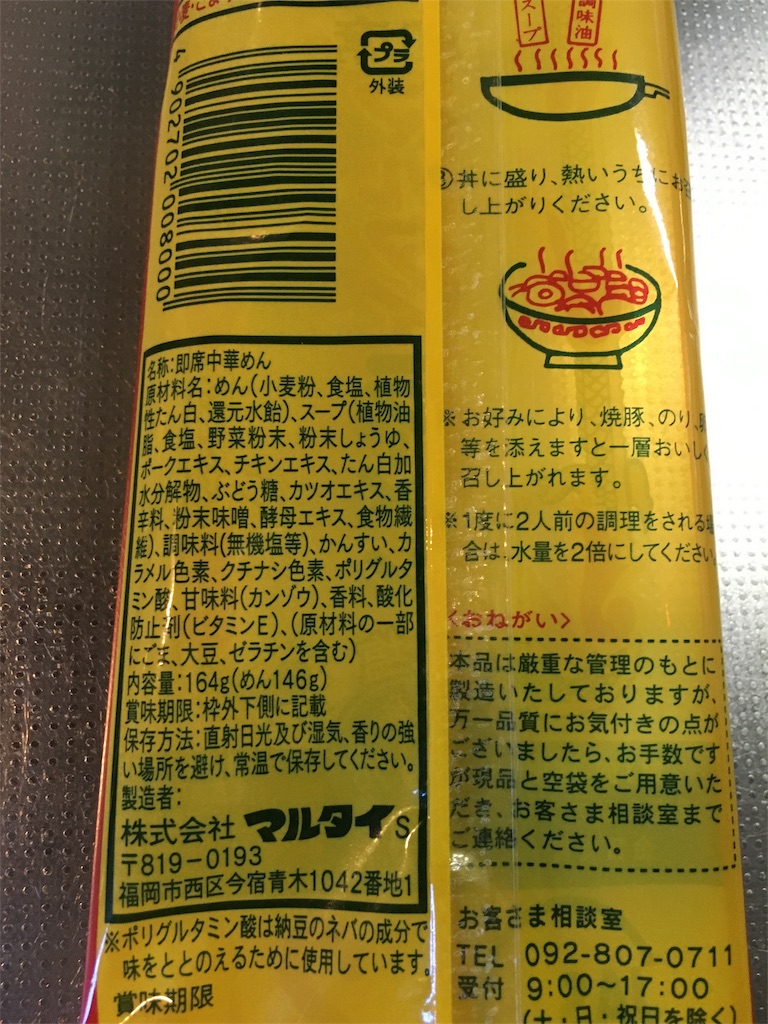 プラ
外装
4902702008000
名称:即席中華めん
原材料名:めん(小麦粉、食塩、植物
性たん白、還元水飴)、スープ(植物油
脂、食塩、野菜粉末、粉末しょうゆ、
ポークエキス、チキンエキス、たん白加
水分解物、ぶどう糖、カツオエキス、香
辛料、粉末味噌、酵母エキス、食物繊
維)、調味料(無機塩等)、かんすい、カ
ラメル色素、クチナシ色素、ポリグルタ
ミン酸、甘味料(カンゾウ)、香料、酸化
防止剤(ビタミンE)、(原材料の一部
にごま、大豆、ゼラチンを含む)
内容量:164g(めん146g)
賞味期限:枠外下側に記載
保存方法:直射日光及び湿気、香りの強
い場所を避け、常温で保存してください。
製造者:
株式会社 マルタイ S
〒819-0193
福岡市西区今宿青木1042番地1
※ポリグルタミン酸は納豆のネバの成分で
味をととのえるために使用しています。
賞味期限
スープ
調味油
③丼に盛り、熱いうちにお
し上がりください。
※お好みにより、焼豚、のり、
等を添えますと一層おいしく
召し上がれます。
※1度に2人前の調理をされる場
合は、水量を2倍にしてください。
<おねがい>
本品は厳重な管理のもとに
製造いたしておりますが、
万一品質にお気付きの点が
ございましたら、お手数です
が現品と空袋をご用意いた
だき、お客さま相談室まで
ご連絡ください。
お客さま相談室
TEL 092-807-0711
受付 9:00~17:00
(土・日・祝日を除く)